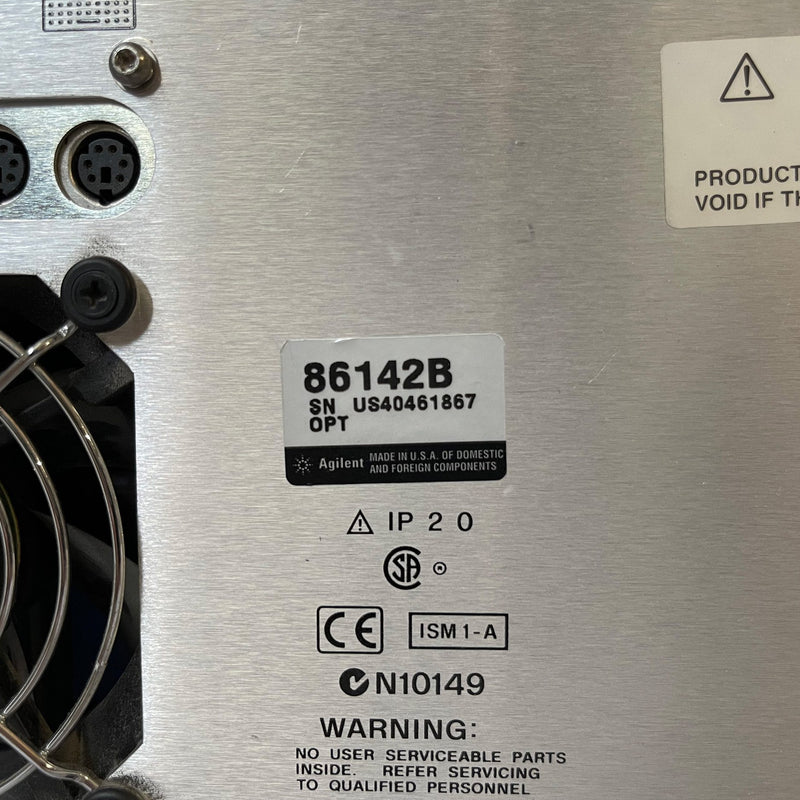 PRODUCT
VOID IF TH
86142B
SN US40461867
OPT
Agilent MADE IN U.S.A. OF DOMESTIC
AND FOREIGN COMPONENTS
IP 2 0
SA ®
CE ISM 1-A
N10149
WARNING:
NO USER SERVICEABLE PARTS
INSIDE. REFER SERVICING
TO QUALIFIED PERSONNEL